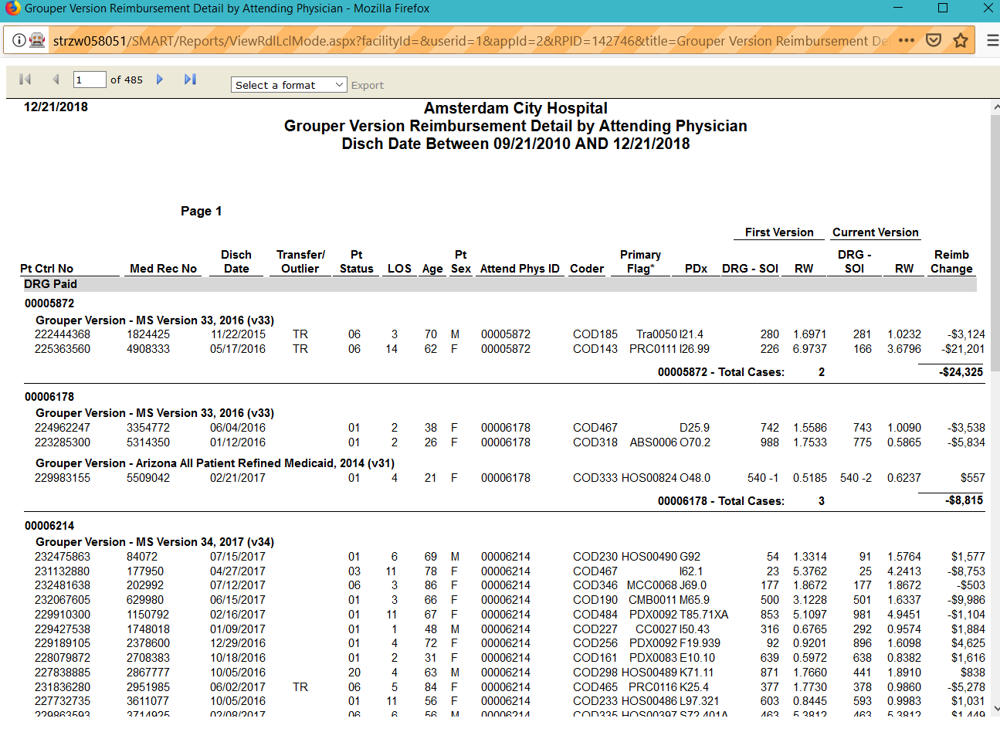 Grouper Version Reimbursement Detail by Attending Physician - Mozilla Firefox
strzw058051/SMART/Reports/ViewRdlLclMode.aspx?facilityId=&userid=1&appId=2&RPID=142746&title=Grouper Version Reimbursement De
1 of 485 Select a format Export
12/21/2018 Amsterdam City Hospital
Grouper Version Reimbursement Detail by Attending Physician
Disch Date Between 09/21/2010 AND 12/21/2018
Page 1
First Version Current Version
Disch Transfer/ Pt Pt Primary DRG - Reimb
Pt Ctrl No Med Rec No Date Outlier Status LOS Age Sex Attend Phys ID Coder Flag* PDx DRG - SOI RW SOI RW Change
DRG Paid
00005872
Grouper Version - MS Version 33, 2016 (v33)
222444368 1824425 11/22/2015 TR 06 3 70 M 00005872 COD185 Tra0050 I21.4 280 1.6971 281 1.0232 -$3,124
225363560 4908333 05/17/2016 TR 06 14 62 F 00005872 COD143 PRC0111 I26.99 226 6.9737 166 3.6796 -$21,201
00005872 - Total Cases: 2 -$24,325
00006178
Grouper Version - MS Version 33, 2016 (v33)
224962247 3354772 06/04/2016 01 2 38 F 00006178 COD467 D25.9 742 1.5586 743 1.0090 -$3,538
223285300 5314350 01/12/2016 01 2 26 F 00006178 COD318 ABS0006 O70.2 988 1.7533 775 0.5865 -$5,834
Grouper Version - Arizona All Patient Refined Medicaid, 2014 (v31)
229983155 5509042 02/21/2017 01 4 21 F 00006178 COD333 HOS00824 O48.0 540 -1 0.5185 540 -2 0.6237 $557
00006178 - Total Cases: 3 -$8,815
00006214
Grouper Version - MS Version 34, 2017 (v34)
232475863 84072 07/15/2017 01 6 69 M 00006214 COD230 HOS00490 G92 54 1.3314 91 1.5764 $1,577
231132880 177950 04/27/2017 03 11 78 F 00006214 COD467 I62.1 23 5.3762 25 4.2413 -$8,753
232481638 202992 07/12/2017 06 3 86 F 00006214 COD346 MCC0068 J69.0 177 1.8672 177 1.8672 -$503
232067605 629980 06/15/2017 01 3 66 F 00006214 COD190 CMB0011 M65.9 500 3.1228 501 1.6337 -$9,986
229910300 1150792 02/16/2017 01 11 67 F 00006214 COD484 PDX0092 T85.71XA 853 5.1097 981 4.9451 -$1,104
229427538 1748018 01/09/2017 01 1 48 M 00006214 COD227 CC0027 I50.43 316 0.6765 292 0.9574 $1,884
229189105 2378600 12/29/2016 01 4 72 F 00006214 COD256 PDX0092 F19.939 92 0.9201 896 1.6098 $4,625
228079872 2708383 10/18/2016 01 2 31 F 00006214 COD161 PDX0083 E10.10 639 0.5972 638 0.8382 $1,616
227838885 2867777 10/05/2016 20 4 63 M 00006214 COD298 HOS00489 K71.11 871 1.7660 441 1.8910 $838
231836280 2951985 06/02/2017 TR 06 5 84 F 00006214 COD465 PRC0116 K25.4 377 1.7730 378 0.9860 -$5,278
227732735 3611077 10/05/2016 01 11 56 F 00006214 COD233 HOS00486 L97.321 603 0.8445 593 0.9983 $1,031
229863593 3714925 02/08/2017 06 6 56 M 00006214 COD335 HOS00397 S72.401A 463 5.3812 463 5.3812 $1,449